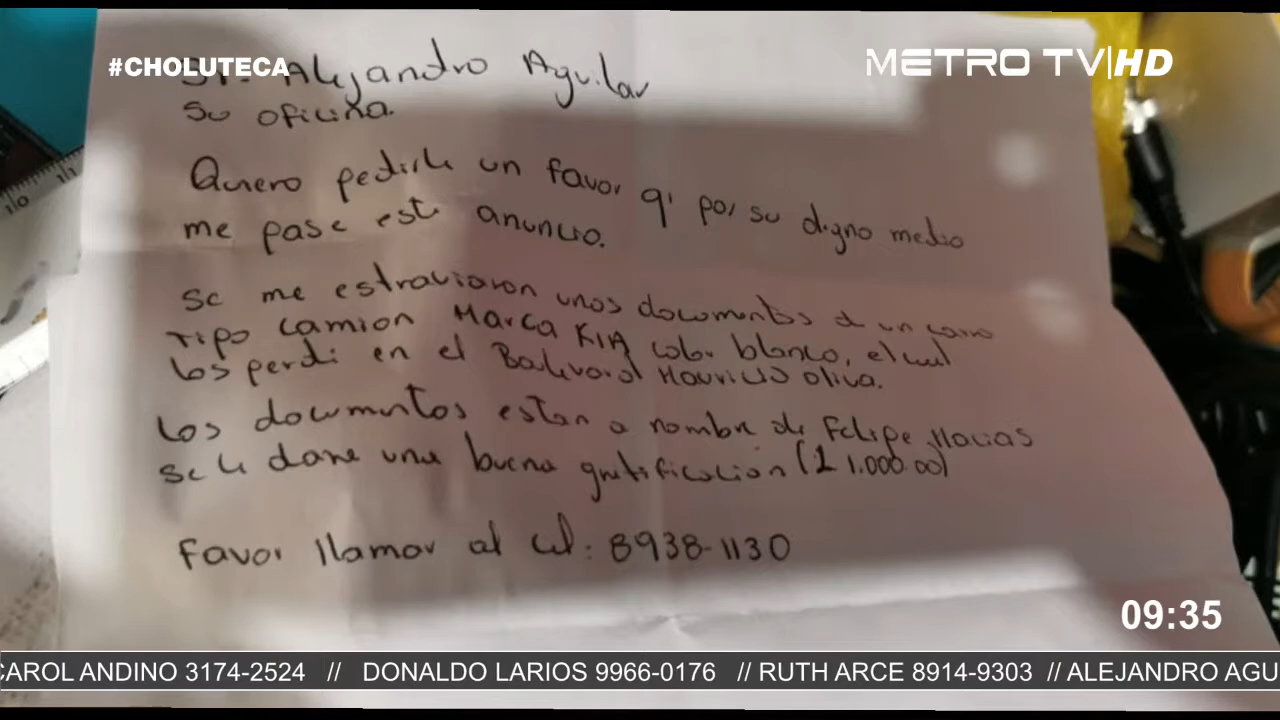 #CHOLUTECA
METRO TV|HD
Sr. Alejandro Aguilar
Su oficina.
Quiero pedirle un favor q' por su digno medio
me pase este anuncio.
Se me estraviaron unos documentos d un carro
Tipo camion Marca KIA color blanco, el cual
los perdi en el Boulevard Mauricio Oliva.
Los documentos estan a nombre de Felipe Macias
se le dara una buena gratificacion (L 1.000.00)
Favor llamar al cel: 8938-1130
09:35
CAROL ANDINO 3174-2524 // DONALDO LARIOS 9966-0176 // RUTH ARCE 8914-9303 // ALEJANDRO AGU